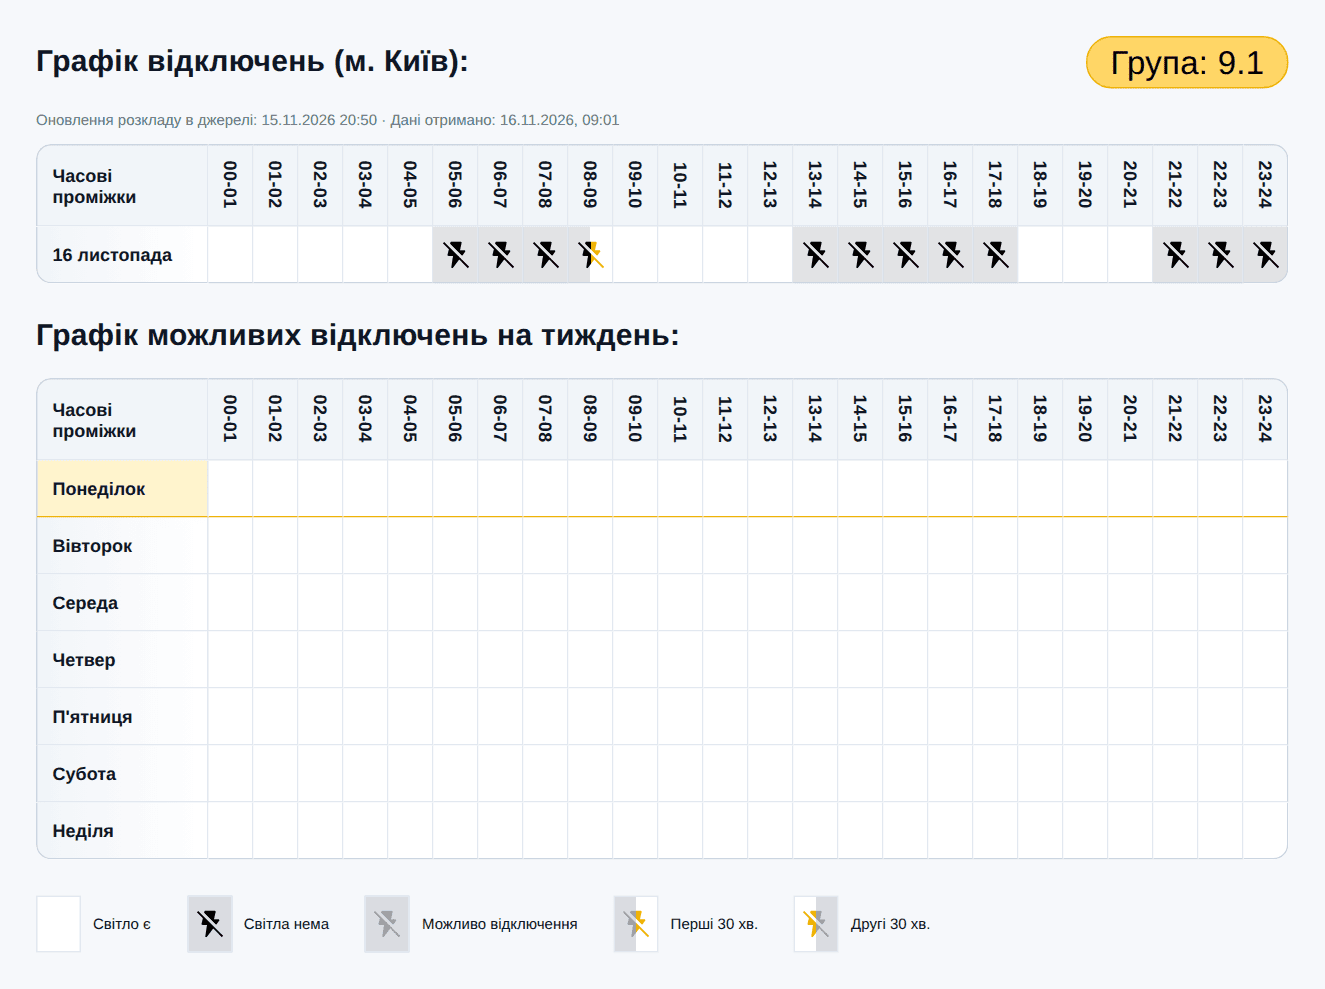 Графік відключень (м. Київ):
Група: 9.1
Оновлення розкладу в джерелі: 15.11.2026 20:50 · Дані отримано: 16.11.2026, 09:01
Часові проміжки 00-01 01-02 02-03 03-04 04-05 05-06 06-07 07-08 08-09 09-10 10-11 11-12 12-13 13-14 14-15 15-16 16-17 17-18 18-19 19-20 20-21 21-22 22-23 23-24
16 листопада
Графік можливих відключень на тиждень:
Часові проміжки 00-01 01-02 02-03 03-04 04-05 05-06 06-07 07-08 08-09 09-10 10-11 11-12 12-13 13-14 14-15 15-16 16-17 17-18 18-19 19-20 20-21 21-22 22-23 23-24
Понеділок
Вівторок
Середа
Четвер
П'ятниця
Субота
Неділя
Світло є Світла нема Можливо відключення Перші 30 хв. Другі 30 хв.